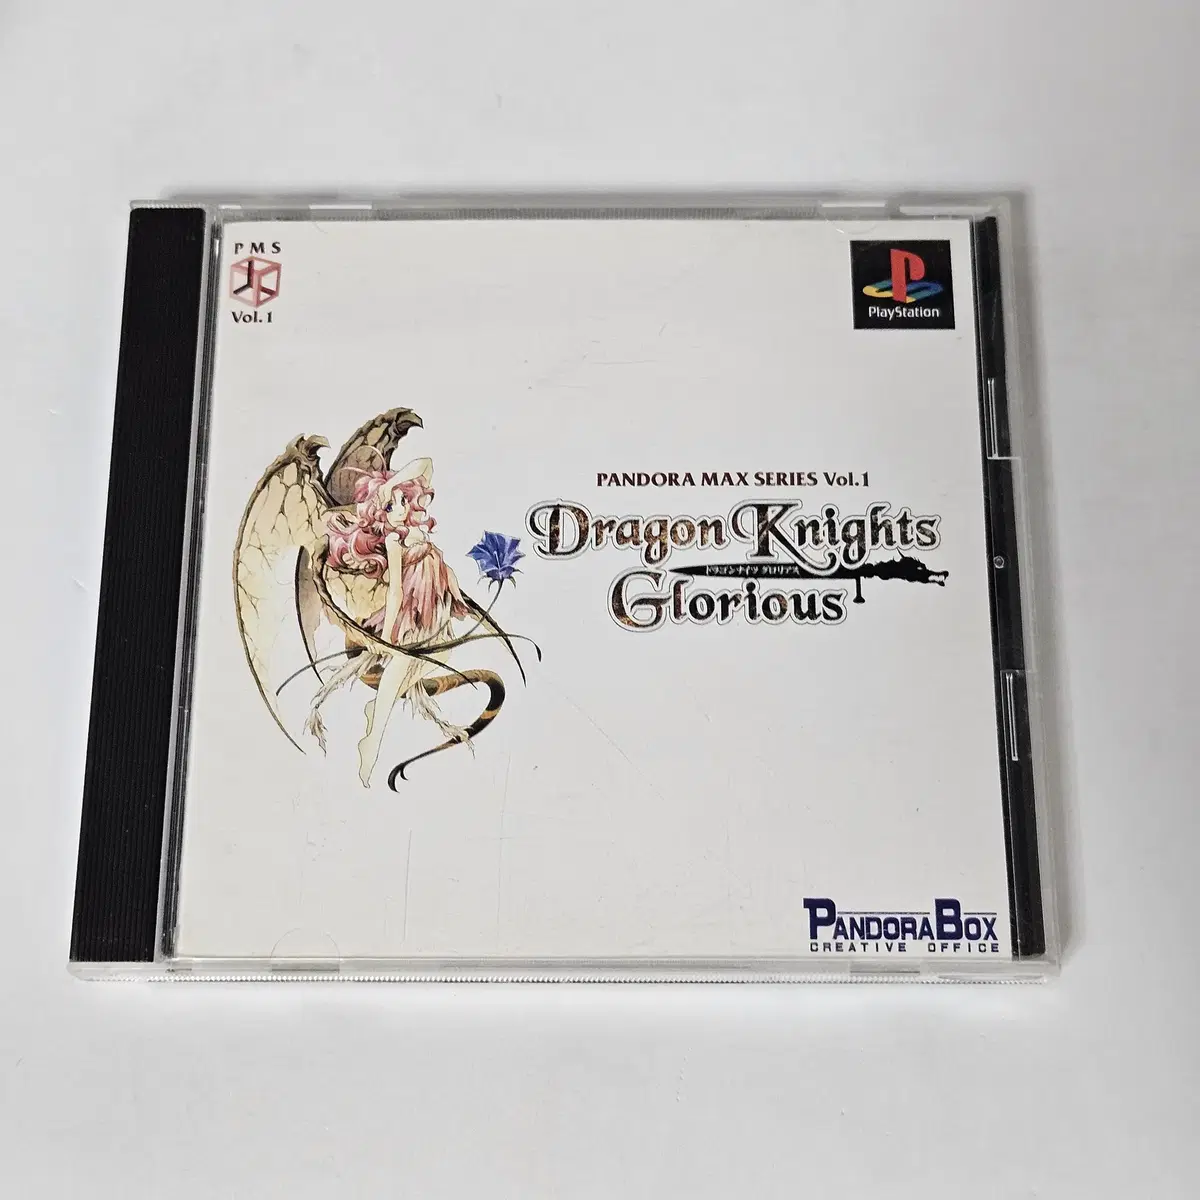 PMS
Vol.1
PlayStation
PANDORA MAX SERIES Vol.1
Dragon Knights
ドラゴンナイツ グロリアス
Glorious
PANDORABOX
CREATIVE OFFICE